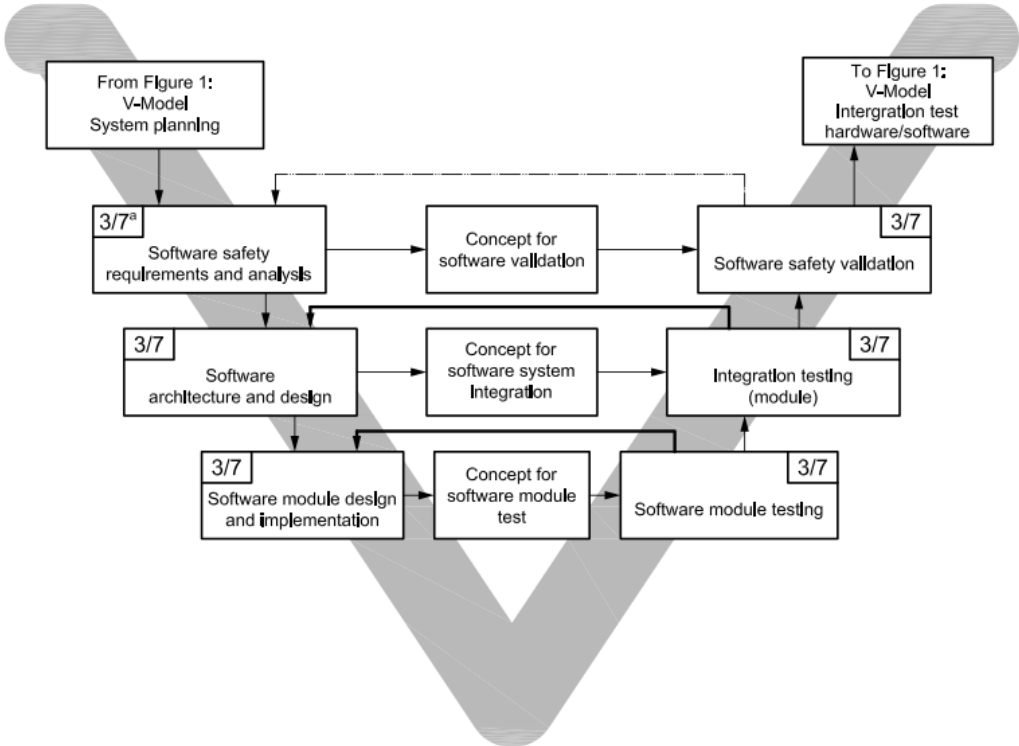 From Figure 1:
V-Model
System planning
To Figure 1:
V-Model
Intergration test
hardware/software
3/7ª
Software safety
requirements and analysis
Concept for
software validation
3/7
Software safety validation
3/7
Software
architecture and design
Concept for
software system
Integration
3/7
Integration testing
(module)
3/7
Software module design
and implementation
Concept for
software module
test
3/7
Software module testing